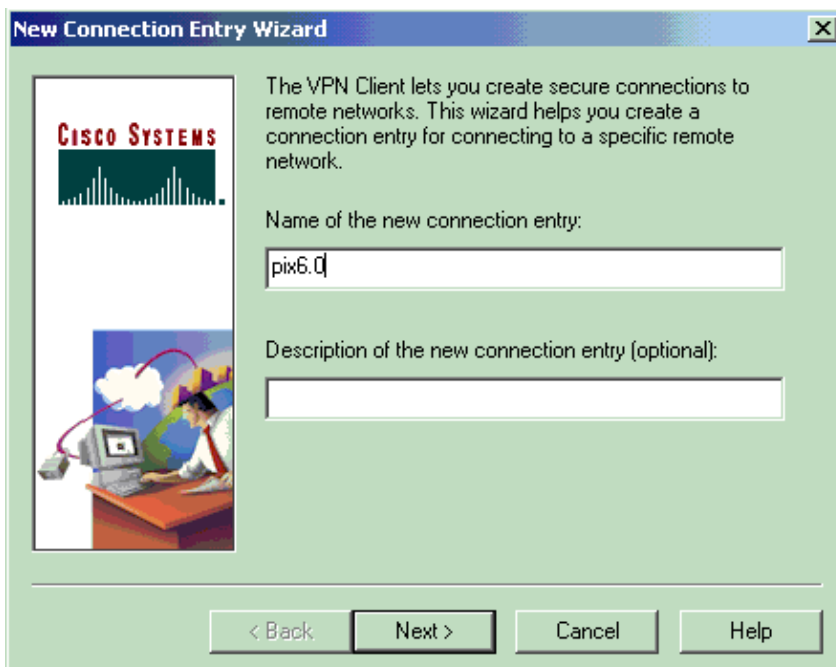 New Connection Entry Wizard
CISCO SYSTEMS
The VPN Client lets you create secure connections to
remote networks. This wizard helps you create a
connection entry for connecting to a specific remote
network.
Name of the new connection entry:
pix6.0
Description of the new connection entry (optional):
< Back
Next >
Cancel
Help